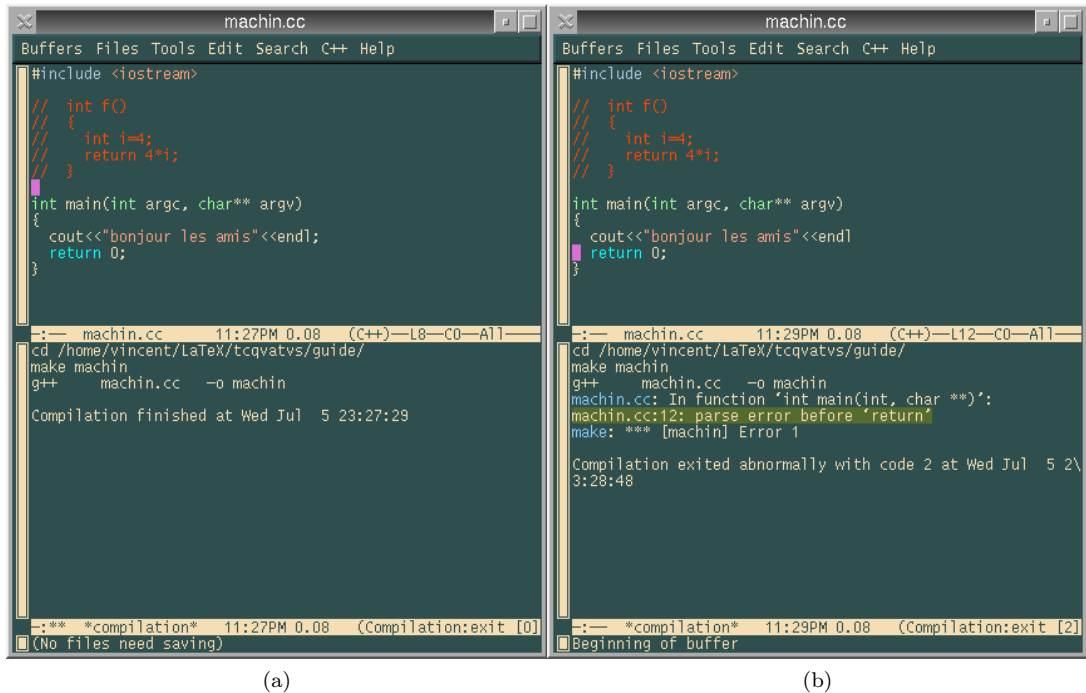 machin.cc
Buffers Files Tools Edit Search C++ Help
#include <iostream>
//  int f()
//  {
//    int i=4;
//    return 4*i;
//  }
int main(int argc, char** argv)
{
  cout<<"bonjour les amis"<<endl;
  return 0;
}
-:——  machin.cc      11:27PM 0.08   (C++)——L8——C0——All————
cd /home/vincent/LaTeX/tcqvatvs/guide/
make machin
g++     machin.cc   -o machin
Compilation finished at Wed Jul  5 23:27:29
-:**  *compilation*   11:27PM 0.08   (Compilation:exit [0]
(No files need saving)
(a)
machin.cc
Buffers Files Tools Edit Search C++ Help
#include <iostream>
//  int f()
//  {
//    int i=4;
//    return 4*i;
//  }
int main(int argc, char** argv)
{
  cout<<"bonjour les amis"<<endl
  return 0;
}
-:——  machin.cc      11:29PM 0.08   (C++)——L12——C0——All———
cd /home/vincent/LaTeX/tcqvatvs/guide/
make machin
g++     machin.cc   -o machin
machin.cc: In function ‘int main(int, char **)’:
machin.cc:12: parse error before ‘return’
make: *** [machin] Error 1
Compilation exited abnormally with code 2 at Wed Jul  5 2\
3:28:48
-:——  *compilation*   11:29PM 0.08   (Compilation:exit [2]
Beginning of buffer
(b)